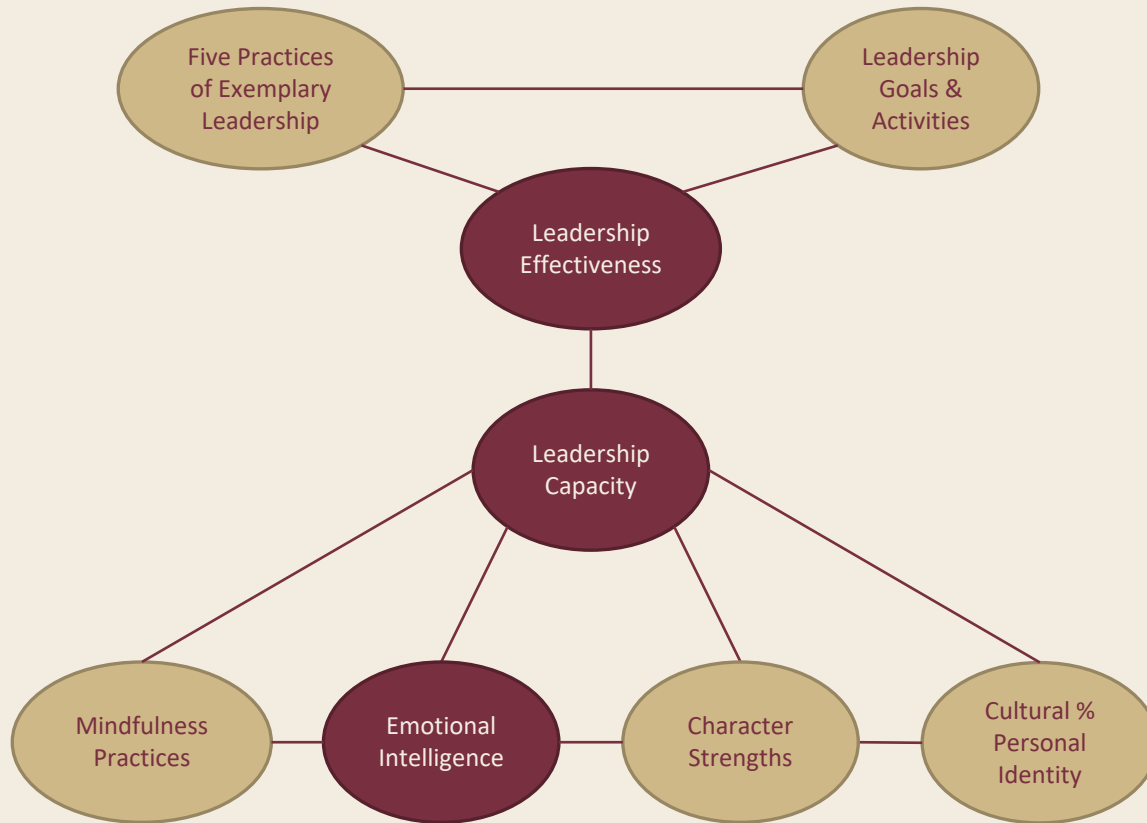 Five Practices
of Exemplary
Leadership
Leadership
Goals &
Activities
Leadership
Effectiveness
Leadership
Capacity
Mindfulness
Practices
Emotional
Intelligence
Character
Strengths
Cultural %
Personal
Identity